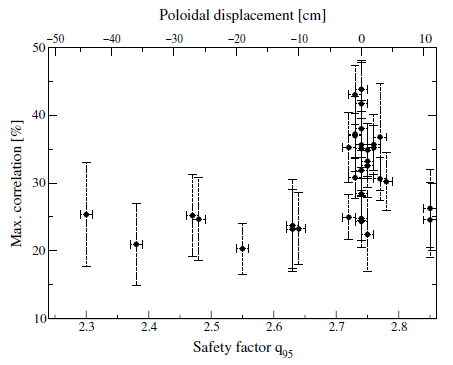 Poloidal displacement [cm]
−50 −40 −30 −20 −10 0 10
50
40
30
20
10
Max. correlation [%]
2.3 2.4 2.5 2.6 2.7 2.8
Safety factor q95